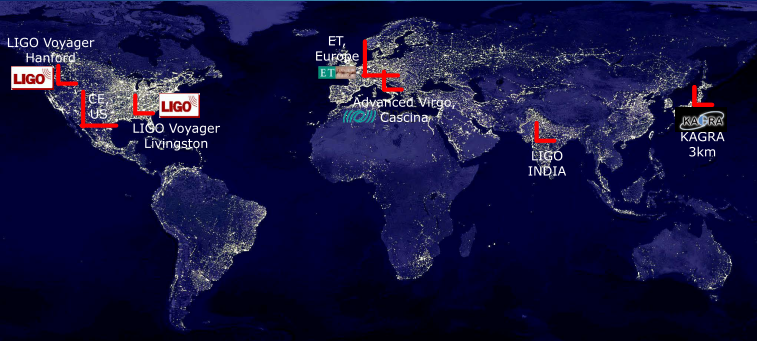 LIGO Voyager
Hanford
LIGO
CE
US
LIGO
LIGO Voyager
Livingston
ET,
Europe
ET
Advanced Virgo,
Cascina
LIGO
INDIA
KAGRA
KAGRA
3km